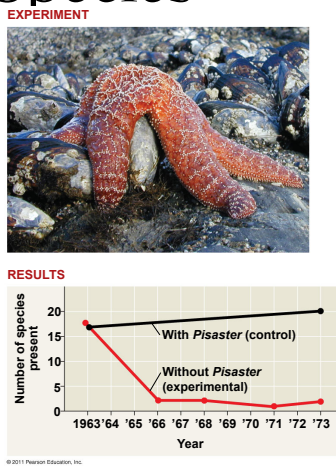 Species
EXPERIMENT
RESULTS
Number of species
present
20
15
10
5
0
With Pisaster (control)
Without Pisaster
(experimental)
1963 '64 '65 '66 '67 '68 '69 '70 '71 '72 '73
Year
© 2011 Pearson Education, Inc.